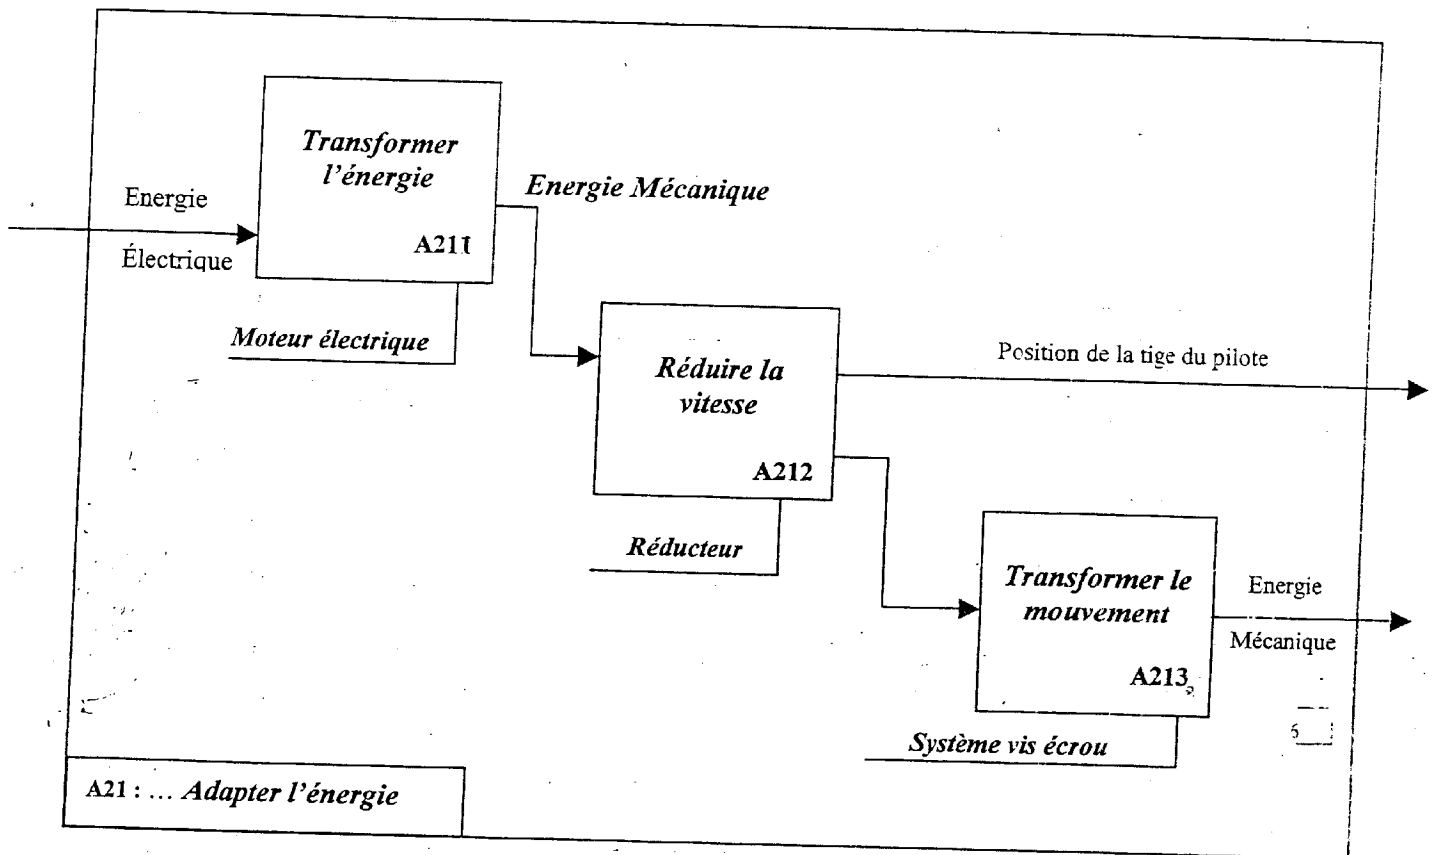 Transformer
l'énergie
A211
Energie
Électrique
Energie Mécanique
Moteur électrique
Réduire la
vitesse
A212
Position de la tige du pilote
Réducteur
Transformer le
mouvement
A213
Energie
Mécanique
Système vis écrou
A21 : ... Adapter l'énergie